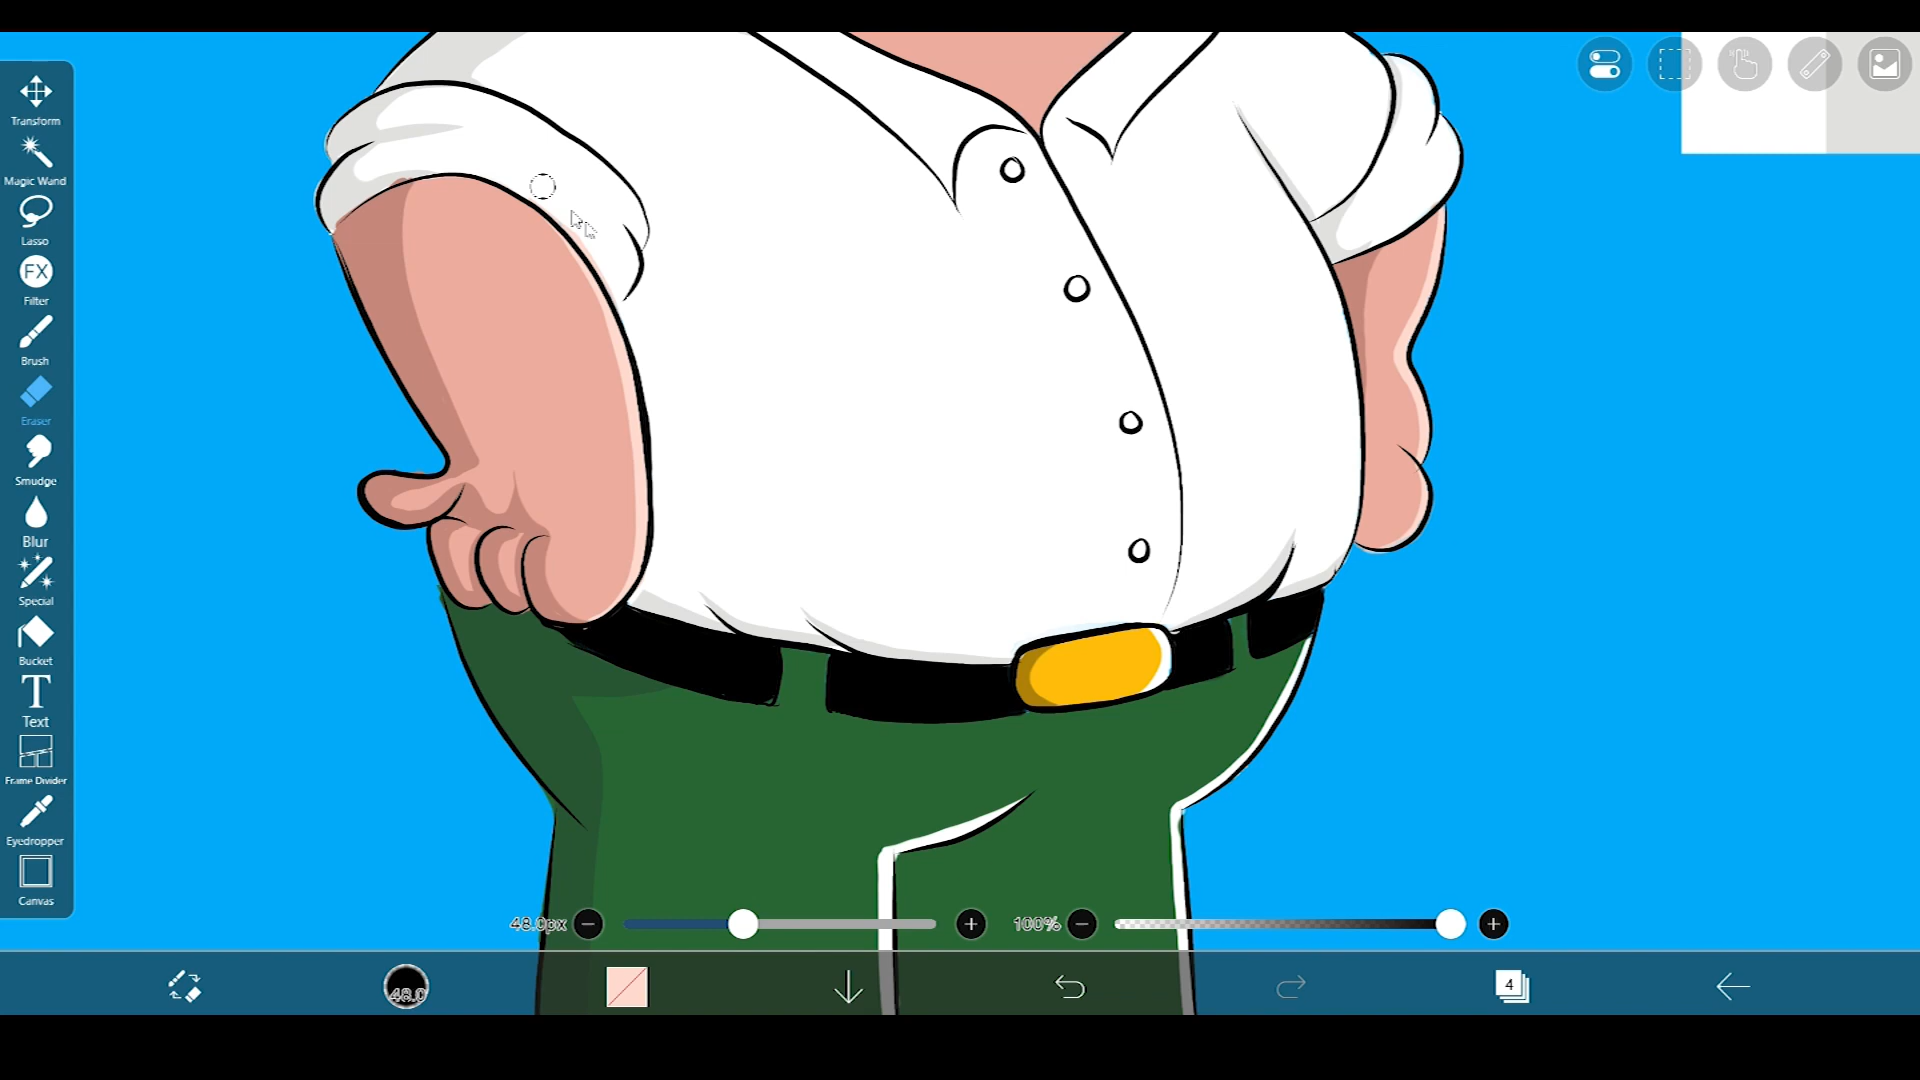 Transform
Magic Wand
Lasso
FX
Filter
Brush
Eraser
Smudge
Blur
Special
Bucket
T
Text
Frame Divider
Eyedropper
Canvas
48.0px
100%
48.0
4